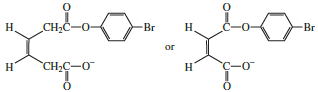 O O
H CH₂C—O— —Br H C—O— —Br
or
H CH₂C—O⁻ H C—O⁻
O O